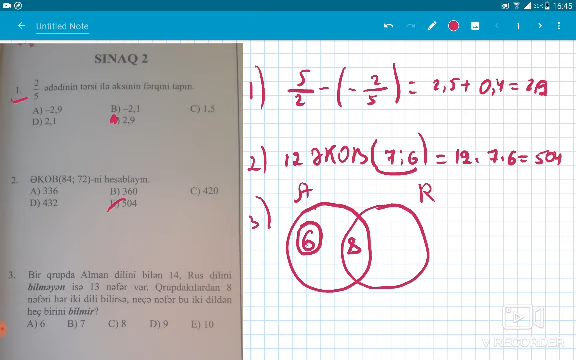 16:45
Untitled Note
1
SINAQ 2
1. 2/5 ədədinin tərsi ilə əksinin fərqini tapın.
A) –2,9 B) –2,1 C) 1,5
D) 2,1 E) 2,9
2. ƏKOB(84; 72)-ni hesablayın.
A) 336 B) 360 C) 420
D) 432 E) 504
3. Bir qrupda Alman dilini bilən 14, Rus dilini
bilməyən isə 13 nəfər var. Qrupdakılardan 8
nəfəri hər iki dili bilirsə, neçə nəfər bu iki dildən
heç birini bilmir?
A) 6 B) 7 C) 8 D) 9 E) 10
1) 5/2 – (– 2/5) = 2,5 + 0,4 = 2,9
2) 12 ƏKOB(7; 6) = 12 . 7 . 6 = 504
A R
3)
6 8
V RECORDER